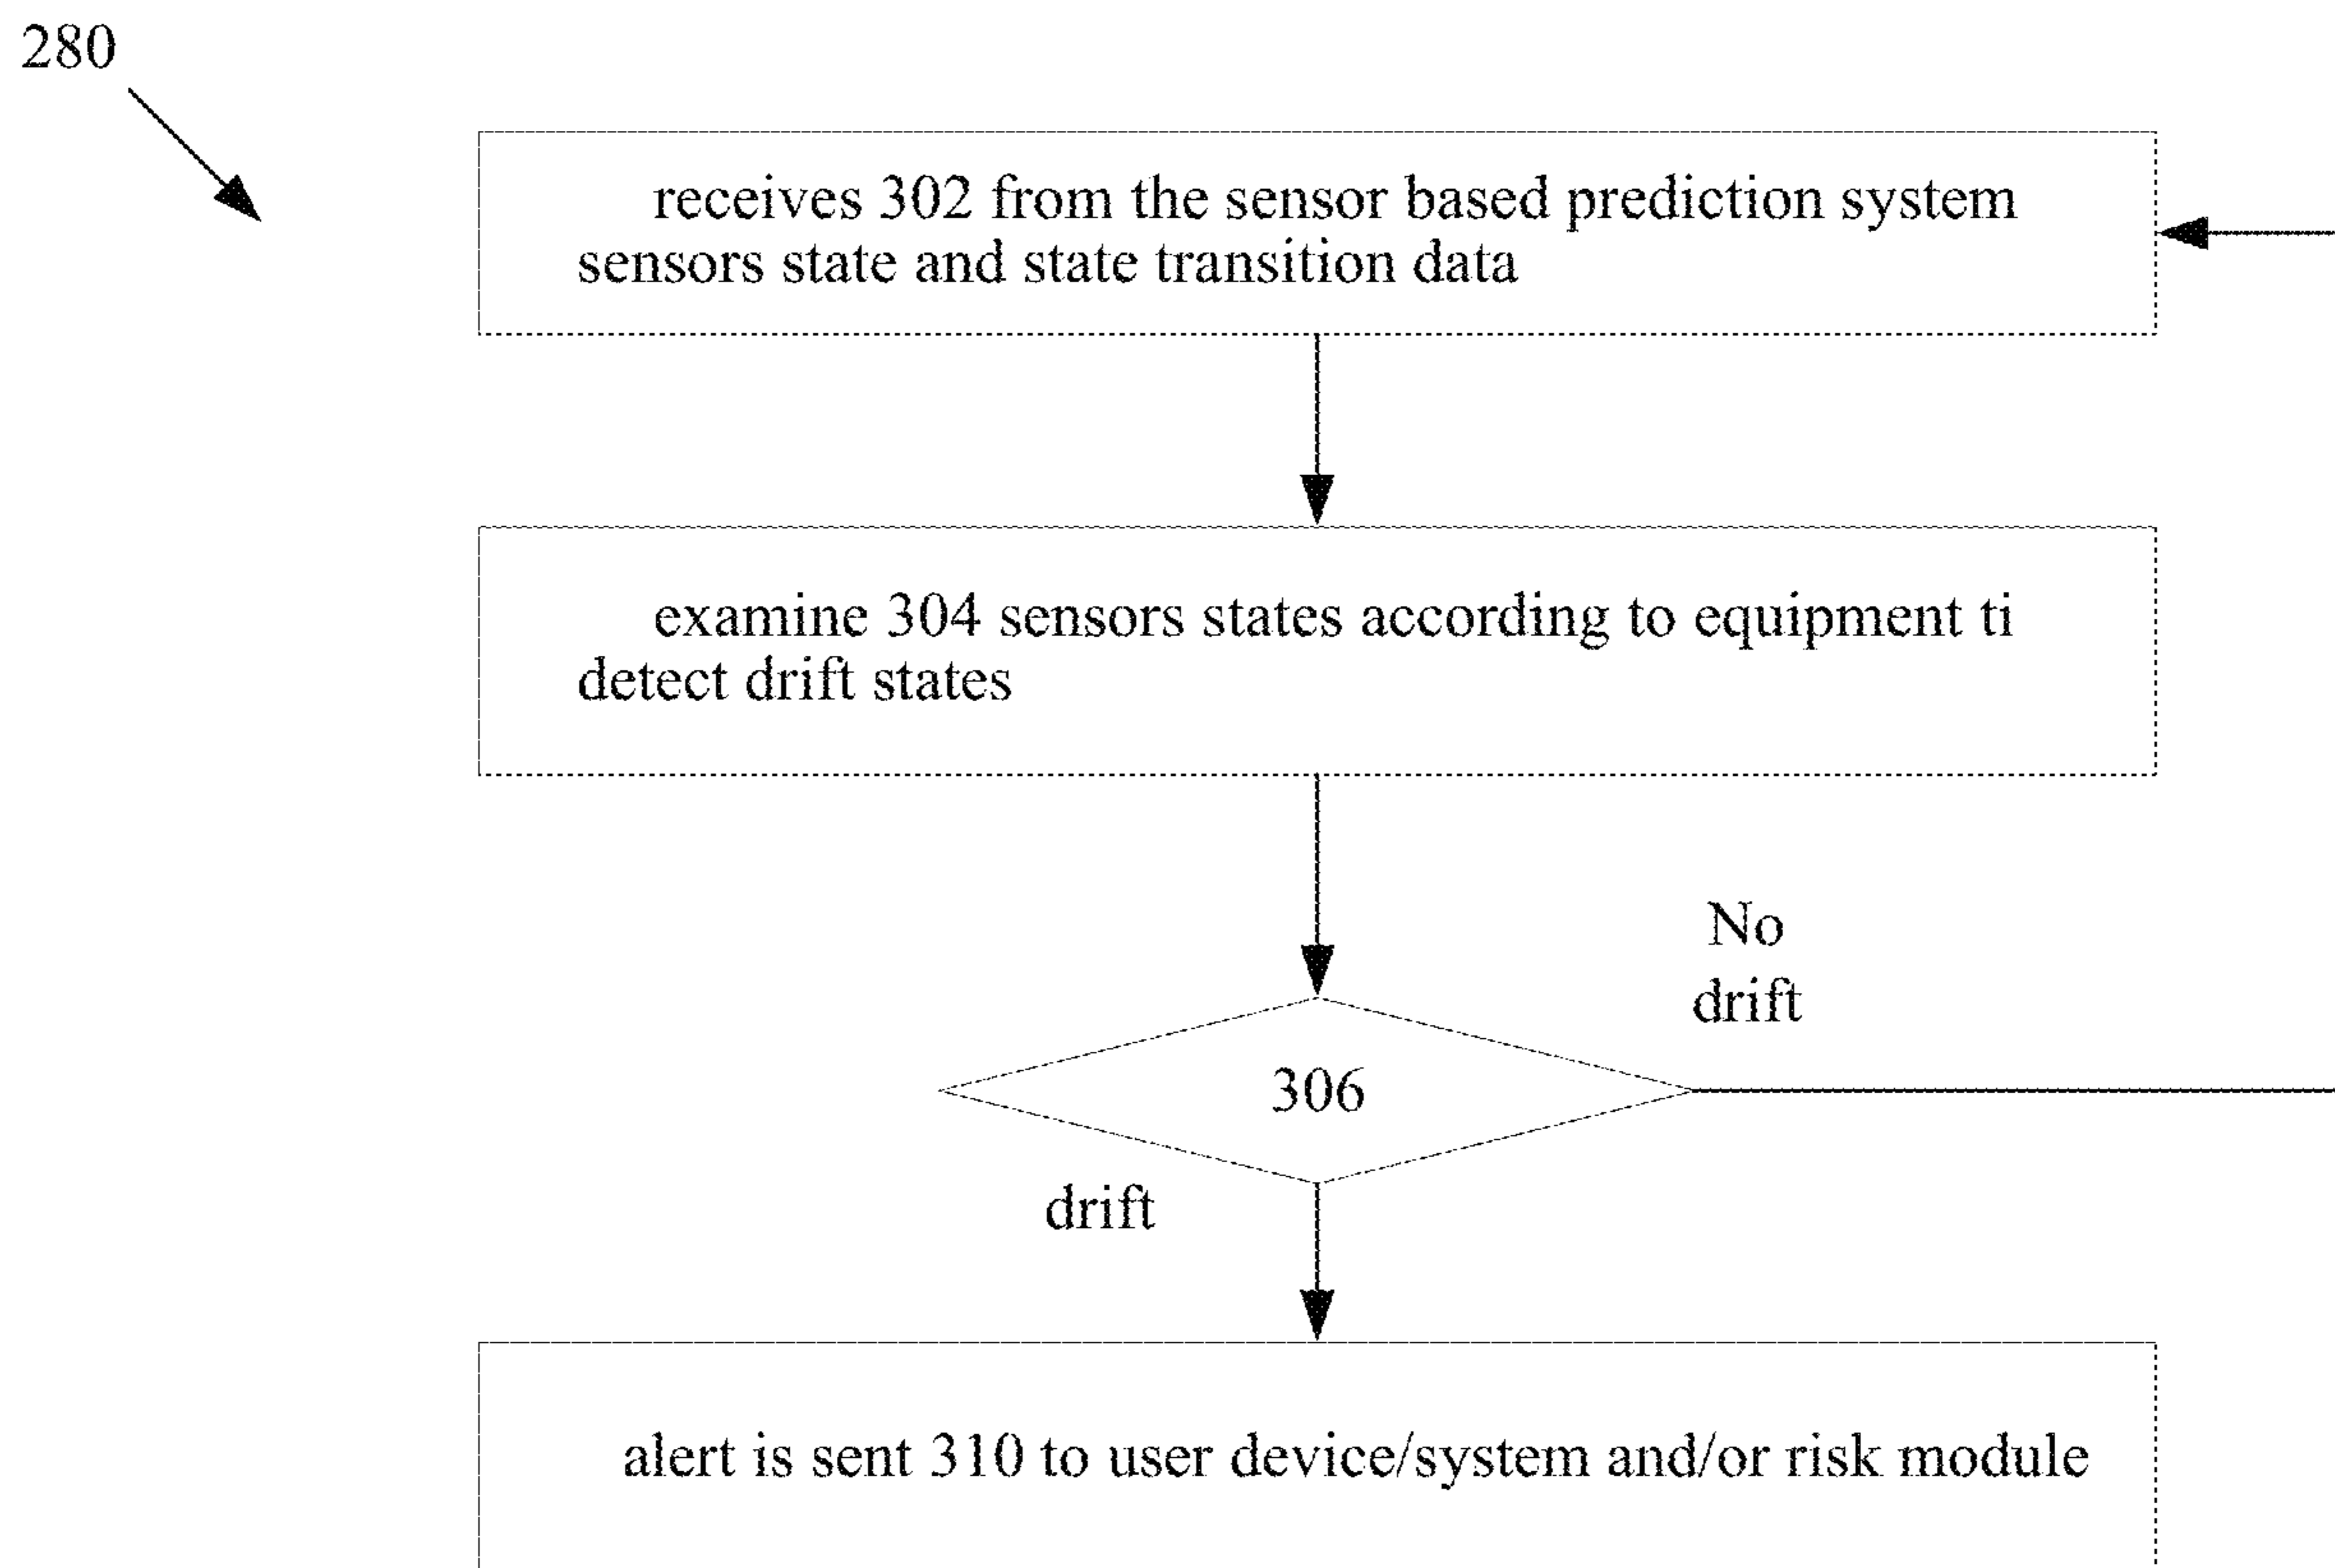 280
receives 302 from the sensor based prediction system
sensors state and state transition data
examine 304 sensors states according to equipment ti
detect drift states
No
drift
306
drift
alert is sent 310 to user device/system and/or risk module